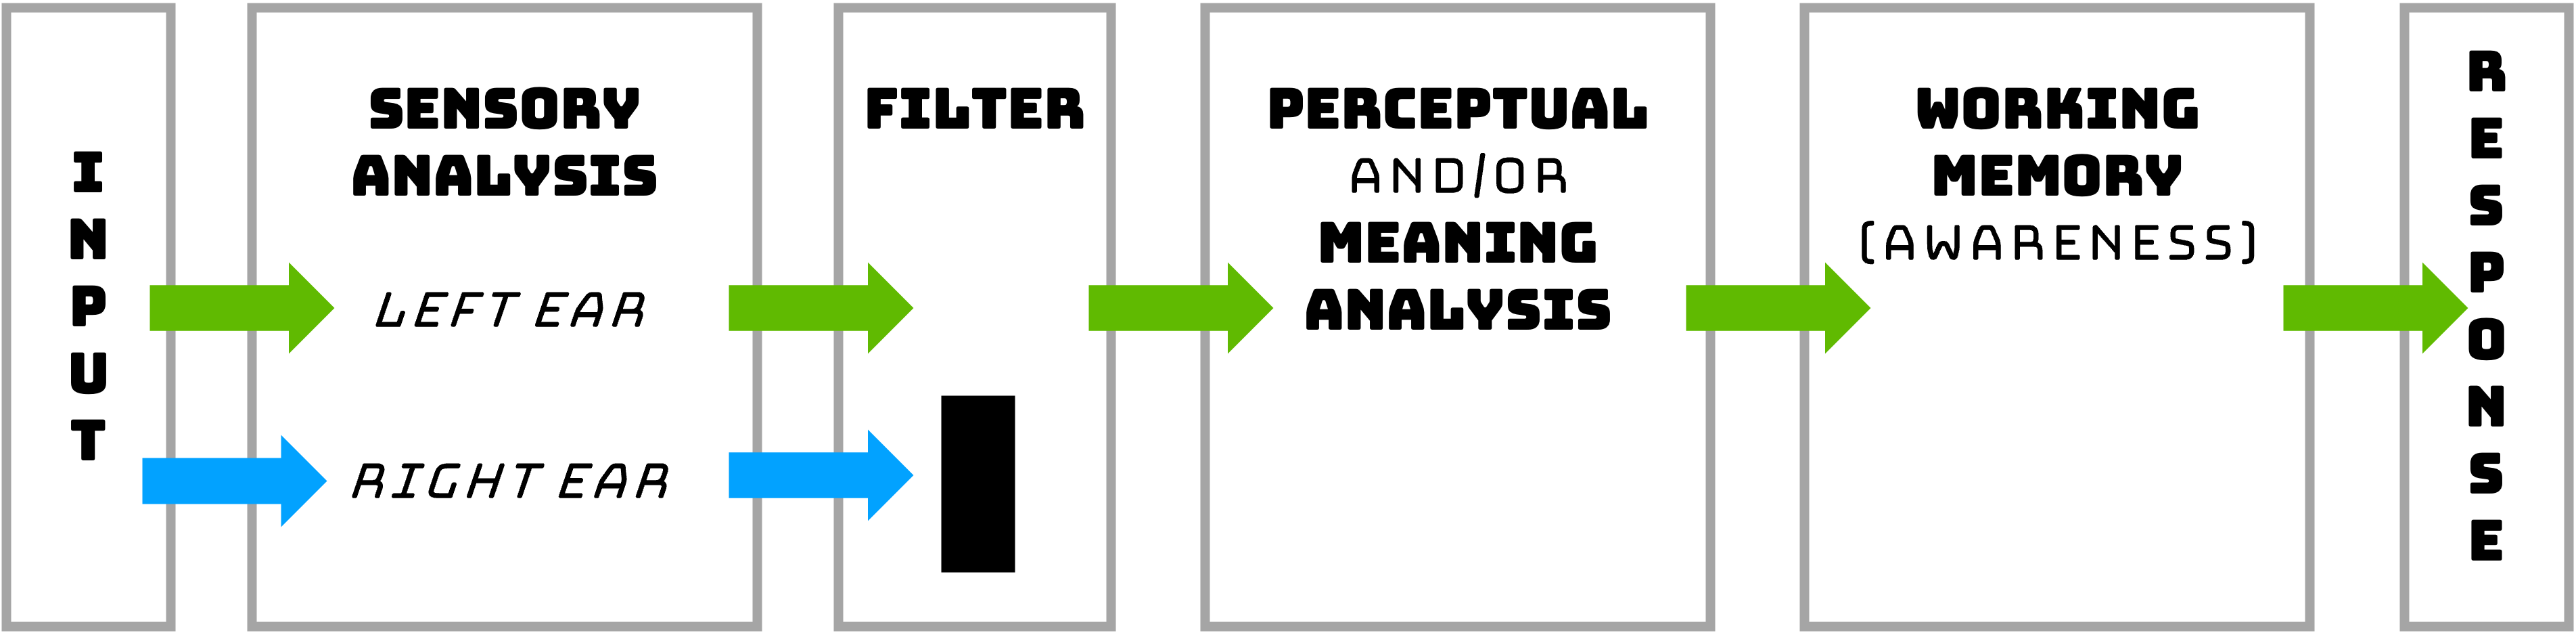 INPUT
SENSORY
ANALYSIS
LEFT EAR
RIGHT EAR
FILTER
PERCEPTUAL
AND/OR
MEANING
ANALYSIS
WORKING
MEMORY
(AWARENESS)
RESPONSE